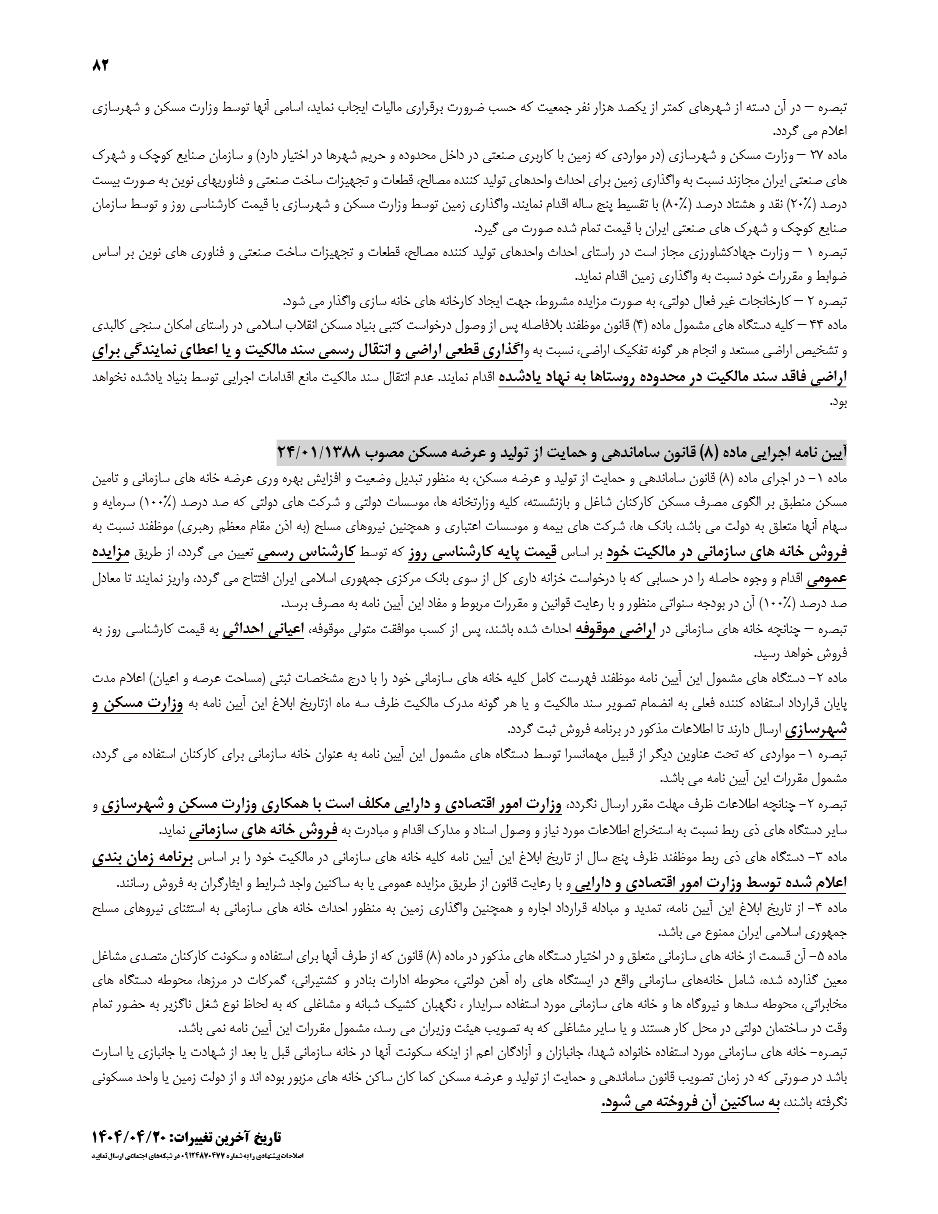 ۸۲
تبصره – در آن دسته از شهرهای کمتر از یکصد هزار نفر جمعیت که حسب ضرورت برقراری مالیات ایجاب نماید، اسامی آنها توسط وزارت مسکن و شهرسازی
اعلام می گردد.
ماده ۲۷ – وزارت مسکن و شهرسازی (در مواردی که زمین با کاربری صنعتی در داخل محدوده و حریم شهرها در اختیار دارد) و سازمان صنایع کوچک و شهرک
های صنعتی ایران مجازند نسبت به واگذاری زمین برای احداث واحدهای تولید کننده مصالح، قطعات و تجهیزات ساخت صنعتی و فناوریهای نوین به صورت بیست
درصد (۲۰٪) نقد و هشتاد درصد (۸۰٪) با تقسیط پنج ساله اقدام نمایند. واگذاری زمین توسط وزارت مسکن و شهرسازی با قیمت کارشناسی روز و توسط سازمان
صنایع کوچک و شهرک های صنعتی ایران با قیمت تمام شده صورت می گیرد.
تبصره ۱ – وزارت جهادکشاورزی مجاز است در راستای احداث واحدهای تولید کننده مصالح، قطعات و تجهیزات ساخت صنعتی و فناوری های نوین بر اساس
ضوابط و مقررات خود نسبت به واگذاری زمین اقدام نماید.
تبصره ۲ – کارخانجات غیر فعال دولتی، به صورت مزایده مشروط، جهت ایجاد کارخانه های خانه سازی واگذار می شود.
ماده ۴۴ – کلیه دستگاه های مشمول ماده (۴) قانون موظفند بلافاصله پس از وصول درخواست کتبی بنیاد مسکن انقلاب اسلامی در راستای امکان سنجی کالبدی
و تشخیص اراضی مستعد و انجام هر گونه تفکیک اراضی، نسبت به واگذاری قطعی اراضی و انتقال رسمی سند مالکیت و یا اعطای نمایندگی برای
اراضی فاقد سند مالکیت در محدوده روستاها به نهاد یادشده اقدام نمایند. عدم انتقال سند مالکیت مانع اقدامات اجرایی توسط بنیاد یادشده نخواهد
بود.
آیین نامه اجرایی ماده (۸) قانون ساماندهی و حمایت از تولید و عرضه مسکن مصوب ۲۴/۰۱/۱۳۸۸
ماده ۱- در اجرای ماده (۸) قانون ساماندهی و حمایت از تولید و عرضه مسکن، به منظور تبدیل وضعیت و افزایش بهره وری عرضه خانه های سازمانی و تامین
مسکن منطبق بر الگوی مصرف مسکن کارکنان شاغل و بازنشسته، کلیه وزارتخانه ها، موسسات دولتی و شرکت های دولتی که صد درصد (۱۰۰٪) سرمایه و
سهام آنها متعلق به دولت می باشد، بانک ها، شرکت های بیمه و موسسات اعتباری و همچنین نیروهای مسلح (به اذن مقام معظم رهبری) موظفند نسبت به
فروش خانه های سازمانی در مالکیت خود بر اساس قیمت پایه کارشناسی روز که توسط کارشناس رسمی تعیین می گردد، از طریق مزایده
عمومی اقدام و وجوه حاصله را در حسابی که با درخواست خزانه داری کل از سوی بانک مرکزی جمهوری اسلامی ایران افتتاح می گردد، واریز نمایند تا معادل
صد درصد (۱۰۰٪) آن در بودجه سنواتی منظور و با رعایت قوانین و مقررات مربوط و مفاد این آیین نامه به مصرف برسد.
تبصره – چنانچه خانه های سازمانی در اراضی موقوفه احداث شده باشند، پس از کسب موافقت متولی موقوفه، اعیانی احداثی به قیمت کارشناسی روز به
فروش خواهد رسید.
ماده ۲- دستگاه های مشمول این آیین نامه موظفند فهرست کامل کلیه خانه های سازمانی خود را با درج مشخصات ثبتی (مساحت عرصه و اعیان) اعلام مدت
پایان قرارداد استفاده کننده فعلی به انضمام تصویر سند مالکیت و یا هر گونه مدرک مالکیت ظرف سه ماه ازتاریخ ابلاغ این آیین نامه به وزارت مسکن و
شهرسازی ارسال دارند تا اطلاعات مذکور در برنامه فروش ثبت گردد.
تبصره ۱- مواردی که تحت عناوین دیگر از قبیل مهمانسرا توسط دستگاه های مشمول این آیین نامه به عنوان خانه سازمانی برای کارکنان استفاده می گردد،
مشمول مقررات این آیین نامه می باشد.
تبصره ۲- چنانچه اطلاعات ظرف مهلت مقرر ارسال نگردد، وزارت امور اقتصادی و دارایی مکلف است با همکاری وزارت مسکن و شهرسازی و
سایر دستگاه های ذی ربط نسبت به استخراج اطلاعات مورد نیاز و وصول اسناد و مدارک اقدام و مبادرت به فروش خانه های سازمانی نماید.
ماده ۳- دستگاه های ذی ربط موظفند ظرف پنج سال از تاریخ ابلاغ این آیین نامه کلیه خانه های سازمانی در مالکیت خود را بر اساس برنامه زمان بندی
اعلام شده توسط وزارت امور اقتصادی و دارایی و با رعایت قانون از طریق مزایده عمومی یا به ساکنین واجد شرایط و ایثارگران به فروش رسانند.
ماده ۴- از تاریخ ابلاغ این آیین نامه، تمدید و مبادله قرارداد اجاره و همچنین واگذاری زمین به منظور احداث خانه های سازمانی به استثنای نیروهای مسلح
جمهوری اسلامی ایران ممنوع می باشد.
ماده ۵- آن قسمت از خانه های سازمانی متعلق و در اختیار دستگاه های مذکور در ماده (۸) قانون که از طرف آنها برای استفاده و سکونت کارکنان متصدی مشاغل
معین گذارده شده، شامل خانه‌های سازمانی واقع در ایستگاه های راه آهن دولتی، محوطه ادارات بنادر و کشتیرانی، گمرکات در مرزها، محوطه دستگاه های
مخابراتی، محوطه سدها و نیروگاه ها و خانه های سازمانی مورد استفاده سرایدار ، نگهبان کشیک شبانه و مشاغلی که به لحاظ نوع شغل ناگزیر به حضور تمام
وقت در ساختمان دولتی در محل کار هستند و یا سایر مشاغلی که به تصویب هیئت وزیران می رسد، مشمول مقررات این آیین نامه نمی باشد.
تبصره- خانه های سازمانی مورد استفاده خانواده شهدا، جانبازان و آزادگان اعم از اینکه سکونت آنها در خانه سازمانی قبل یا بعد از شهادت یا جانبازی یا اسارت
باشد در صورتی که در زمان تصویب قانون ساماندهی و حمایت از تولید و عرضه مسکن کما کان ساکن خانه های مزبور بوده اند و از دولت زمین یا واحد مسکونی
نگرفته باشند، به ساکنین آن فروخته می شود.
تاریخ آخرین تغییرات: ۱۴۰۴/۰۴/۲۰
اصلاحات پیشنهادی را به شماره ۰۹۱۲۴۸۷۰۴۷۷ در شبکه‌های اجتماعی ارسال نمایید